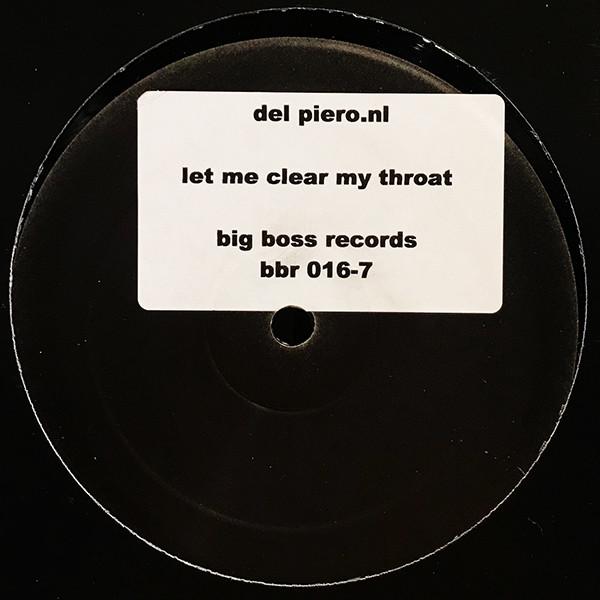 del piero.nl
let me clear my throat
big boss records
bbr 016-7